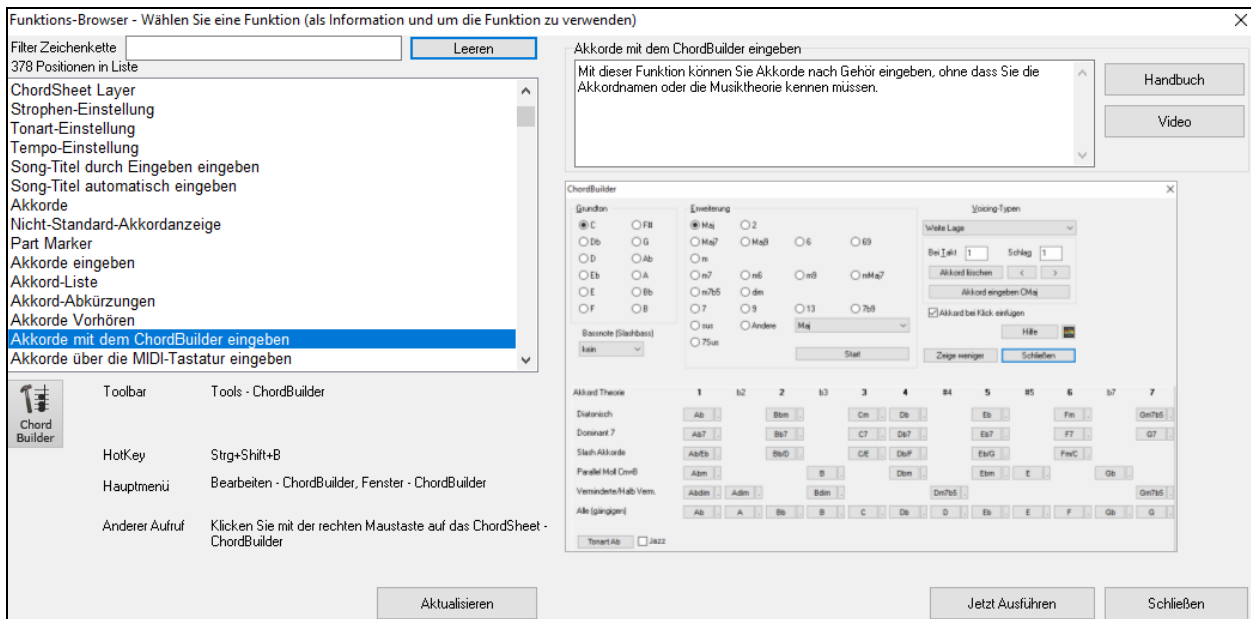 Funktions-Browser - Wählen Sie eine Funktion (als Information und um die Funktion zu verwenden)
Filter Zeichenkette
Leeren
378 Positionen in Liste
ChordSheet Layer
Strophen-Einstellung
Tonart-Einstellung
Tempo-Einstellung
Song-Titel durch Eingeben eingeben
Song-Titel automatisch eingeben
Akkorde
Nicht-Standard-Akkordanzeige
Part Marker
Akkorde eingeben
Akkord-Liste
Akkord-Abkürzungen
Akkorde Vorhören
Akkorde mit dem ChordBuilder eingeben
Akkorde über die MIDI-Tastatur eingeben
Chord
Builder
Toolbar Tools - ChordBuilder
HotKey Strg+Shift+B
Hauptmenü Bearbeiten - ChordBuilder, Fenster - ChordBuilder
Anderer Aufruf Klicken Sie mit der rechten Maustaste auf das ChordSheet -
ChordBuilder
Aktualisieren
Akkorde mit dem ChordBuilder eingeben
Mit dieser Funktion können Sie Akkorde nach Gehör eingeben, ohne dass Sie die
Akkordnamen oder die Musiktheorie kennen müssen.
Handbuch
Video
ChordBuilder
Grundton
C F#
Db G
D Ab
Eb A
E Bb
F B
Bassnote (Slashbass)
kein
Erweiterung
Maj 2
Maj7 Maj9 6 69
m
m7 m6 m9 mMaj7
m7b5 dim
7 9 13 7b9
sus Andere Maj
7Sus
Start
Voicing-Typen
Weite Lage
Bei Takt 1 Schlag 1
Akkord löschen < >
Akkord eingeben CMaj
Akkord bei Klick einfügen
Hilfe
Zeige weniger Schließen
Akkord Theorie 1 b2 2 b3 3 4 #4 5 #5 6 b7 7
Diatonisch Ab Bbm Cm Db Eb Fm Gm7b5
Dominant 7 Ab7 Bb7 C7 Db7 Eb7 F7 G7
Slash Akkorde Ab/Eb Bb/D C/E Db/F Eb/G Fm/C
Parallel Moll Cm=B Abm B Dbm Ebm E Gb
Verminderte/Halb Verm. Abdim Adim Bdim Dm7b5 Gm7b5
Alle (gängigen) Ab A Bb B C Db D Eb E F Gb G
Tonart Ab Jazz
Jetzt Ausführen
Schließen